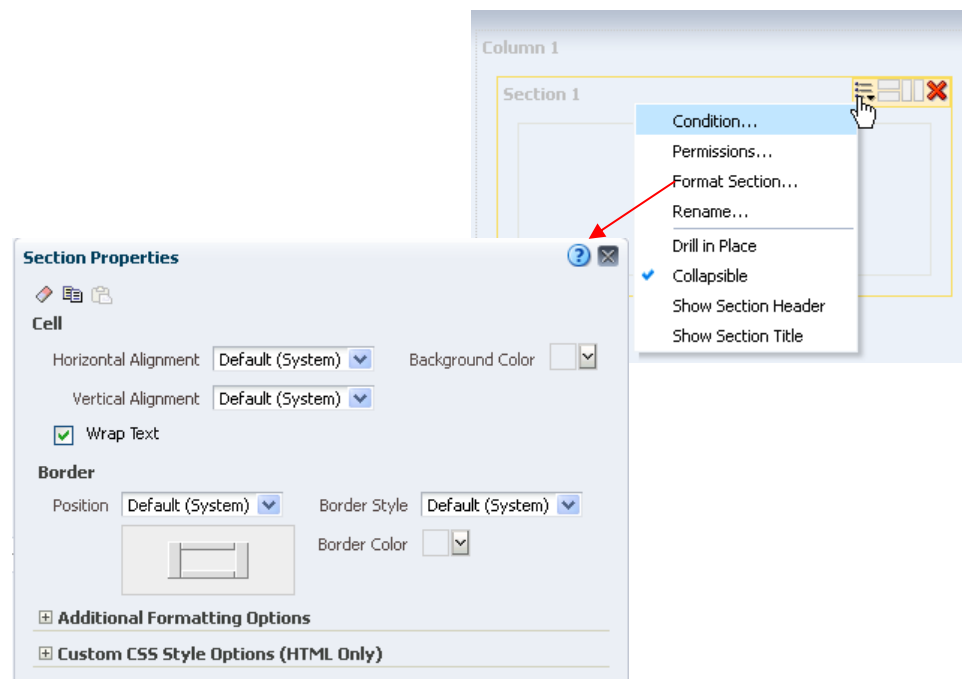 Column 1
Section 1
Condition...
Permissions...
Format Section...
Rename...
Drill in Place
Collapsible
Show Section Header
Show Section Title
Section Properties
?
Cell
Horizontal Alignment Default (System) Background Color
Vertical Alignment Default (System)
Wrap Text
Border
Position Default (System) Border Style Default (System)
Border Color
Additional Formatting Options
Custom CSS Style Options (HTML Only)